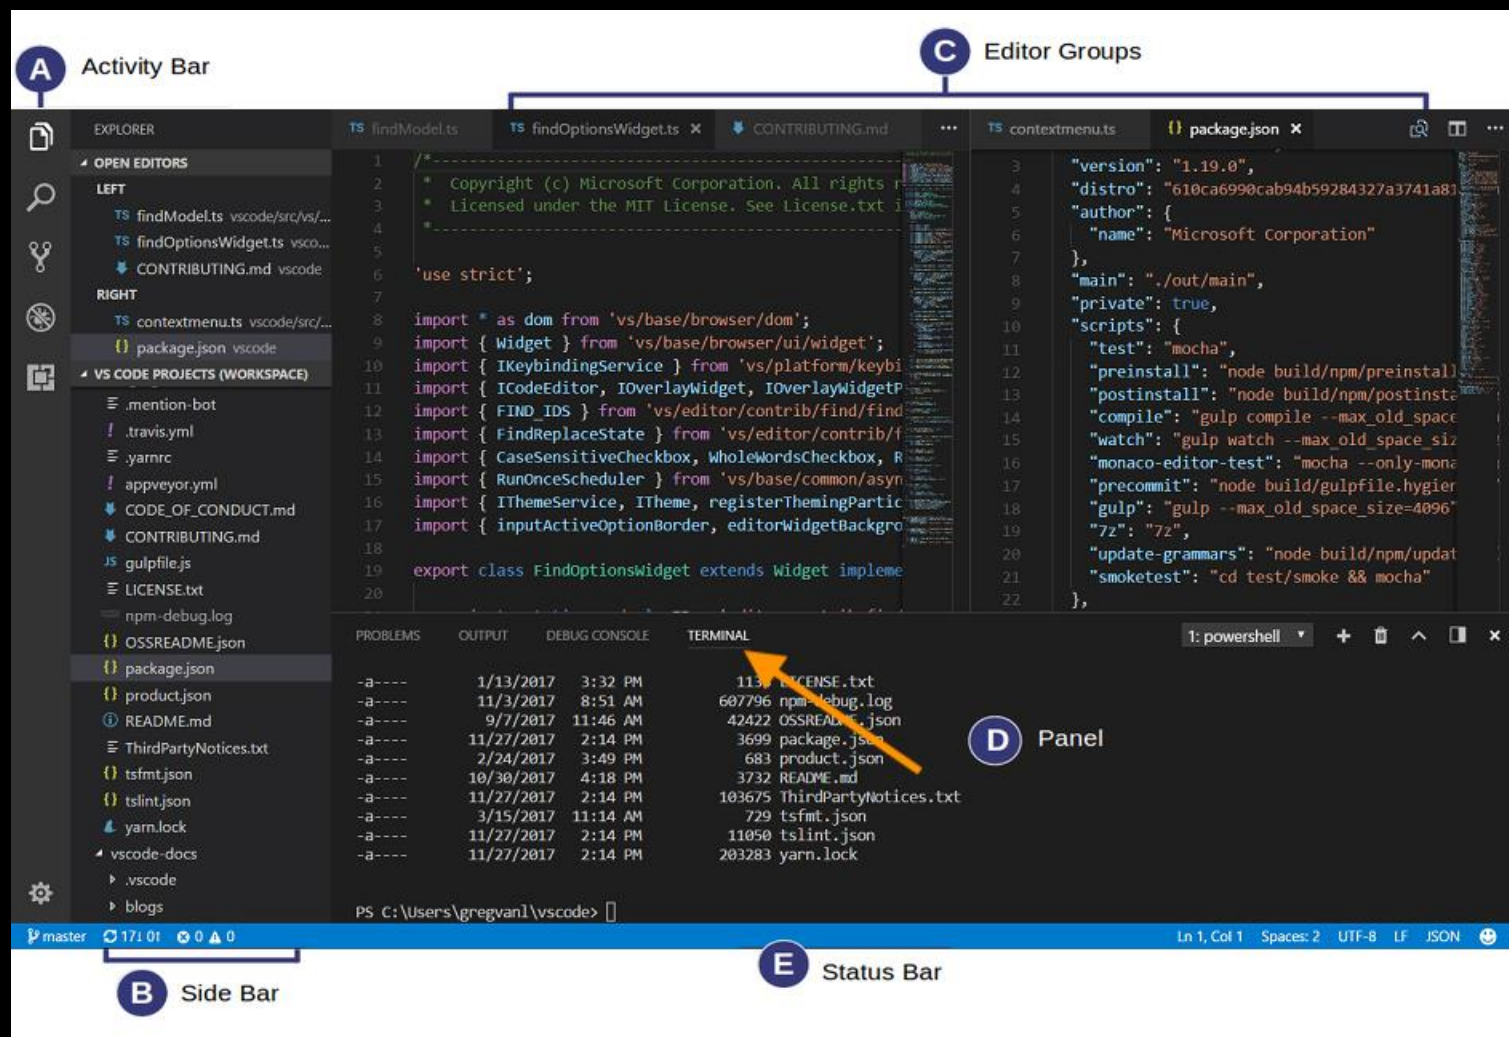 A Activity Bar
C Editor Groups
EXPLORER
OPEN EDITORS
LEFT
TS findModel.ts vscode/src/vs/...
TS findOptionsWidget.ts vsco...
CONTRIBUTING.md vscode
RIGHT
TS contextmenu.ts vscode/src/...
{} package.json vscode
VS CODE PROJECTS (WORKSPACE)
.mention-bot
! .travis.yml
.yarnrc
! appveyor.yml
CODE_OF_CONDUCT.md
CONTRIBUTING.md
JS gulpfile.js
LICENSE.txt
npm-debug.log
{} OSSREADME.json
{} package.json
{} product.json
README.md
ThirdPartyNotices.txt
{} tsfmt.json
{} tslint.json
yarn.lock
vscode-docs
.vscode
blogs
TS findModel.ts TS findOptionsWidget.ts × CONTRIBUTING.md ...
1 /*--------------------------------------------------
2 * Copyright (c) Microsoft Corporation. All rights r
3 * Licensed under the MIT License. See License.txt i
4 *--------------------------------------------------
5
6 'use strict';
7
8 import * as dom from 'vs/base/browser/dom';
9 import { Widget } from 'vs/base/browser/ui/widget';
10 import { IKeybindingService } from 'vs/platform/keybi
11 import { ICodeEditor, IOverlayWidget, IOverlayWidgetP
12 import { FIND_IDS } from 'vs/editor/contrib/find/find
13 import { FindReplaceState } from 'vs/editor/contrib/f
14 import { CaseSensitiveCheckbox, WholeWordsCheckbox, R
15 import { RunOnceScheduler } from 'vs/base/common/asyn
16 import { IThemeService, ITheme, registerThemingPartic
17 import { inputActiveOptionBorder, editorWidgetBackgro
18
19 export class FindOptionsWidget extends Widget impleme
20
TS contextmenu.ts {} package.json × ...
3 "version": "1.19.0",
4 "distro": "610ca6990cab94b59284327a3741a81
5 "author": {
6 "name": "Microsoft Corporation"
7 },
8 "main": "./out/main",
9 "private": true,
10 "scripts": {
11 "test": "mocha",
12 "preinstall": "node build/npm/preinstall
13 "postinstall": "node build/npm/postinsta
14 "compile": "gulp compile --max_old_space
15 "watch": "gulp watch --max_old_space_siz
16 "monaco-editor-test": "mocha --only-mona
17 "precommit": "node build/gulpfile.hygien
18 "gulp": "gulp --max_old_space_size=4096"
19 "7z": "7z",
20 "update-grammars": "node build/npm/updat
21 "smoketest": "cd test/smoke && mocha"
22 },
PROBLEMS OUTPUT DEBUG CONSOLE TERMINAL 1: powershell
-a---- 1/13/2017 3:32 PM LICENSE.txt
-a---- 11/3/2017 8:51 AM 607796 npm-debug.log
-a---- 9/7/2017 11:46 AM 42422 OSSREADME.json
-a---- 11/27/2017 2:14 PM 3699 package.json
-a---- 2/24/2017 3:49 PM 683 product.json
-a---- 10/30/2017 4:18 PM 3732 README.md
-a---- 11/27/2017 2:14 PM 103675 ThirdPartyNotices.txt
-a---- 3/15/2017 11:14 AM 729 tsfmt.json
-a---- 11/27/2017 2:14 PM 11050 tslint.json
-a---- 11/27/2017 2:14 PM 203283 yarn.lock
D Panel
PS C:\Users\gregvanl\vscode>
master 17↓ 0↑ 0 0 Ln 1, Col 1 Spaces: 2 UTF-8 LF JSON
B Side Bar
E Status Bar